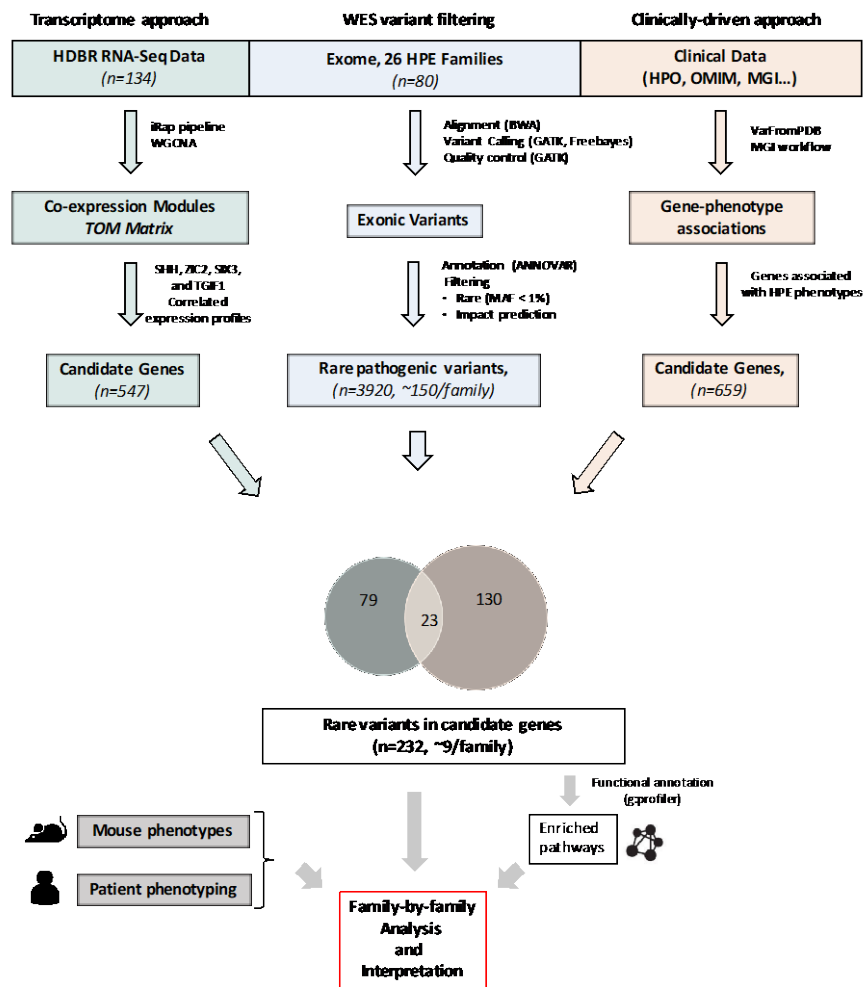 Transcriptome approach
WES variant filtering
Clinically-driven approach
HDBR RNA-Seq Data
(n=134)
Exome, 26 HPE Families
(n=80)
Clinical Data
(HPO, OMIM, MGI...)
iRap pipeline
WGCNA
Alignment (BWA)
Variant Calling (GATK, Freebayes)
Quality control (GATK)
VarFromPDB
MGI workflow
Co-expression Modules
TOM Matrix
Exonic Variants
Gene-phenotype
associations
SHH, ZIC2, SIX3,
and TGIF1
Correlated
expression profiles
Annotation (ANNOVAR)
Filtering
- Rare (MAF < 1%)
- Impact prediction
Genes associated
with HPE phenotypes
Candidate Genes
(n=547)
Rare pathogenic variants,
(n=3920, ~150/family)
Candidate Genes,
(n=659)
79
23
130
Rare variants in candidate genes
(n=232, ~9/family)
Functional annotation
(g:profiler)
Mouse phenotypes
Enriched
pathways
Patient phenotyping
Family-by-family
Analysis
and
Interpretation